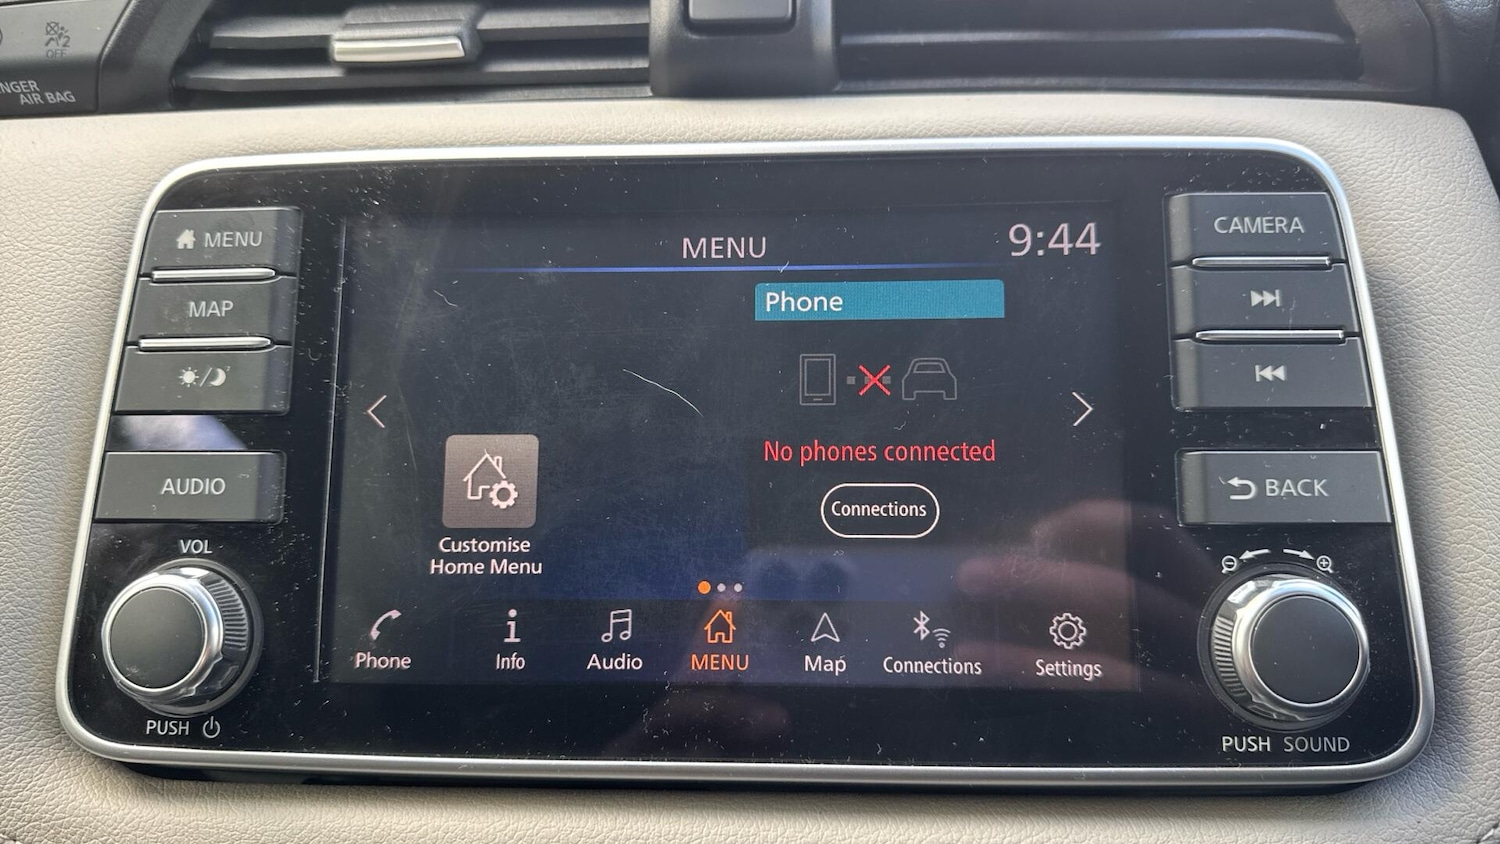 2
OFF
NGER
AIR BAG
MENU
MAP
AUDIO
VOL
PUSH
MENU
9:44
Phone
No phones connected
Connections
Customise
Home Menu
Phone
Info
Audio
MENU
Map
Connections
Settings
CAMERA
BACK
PUSH SOUND